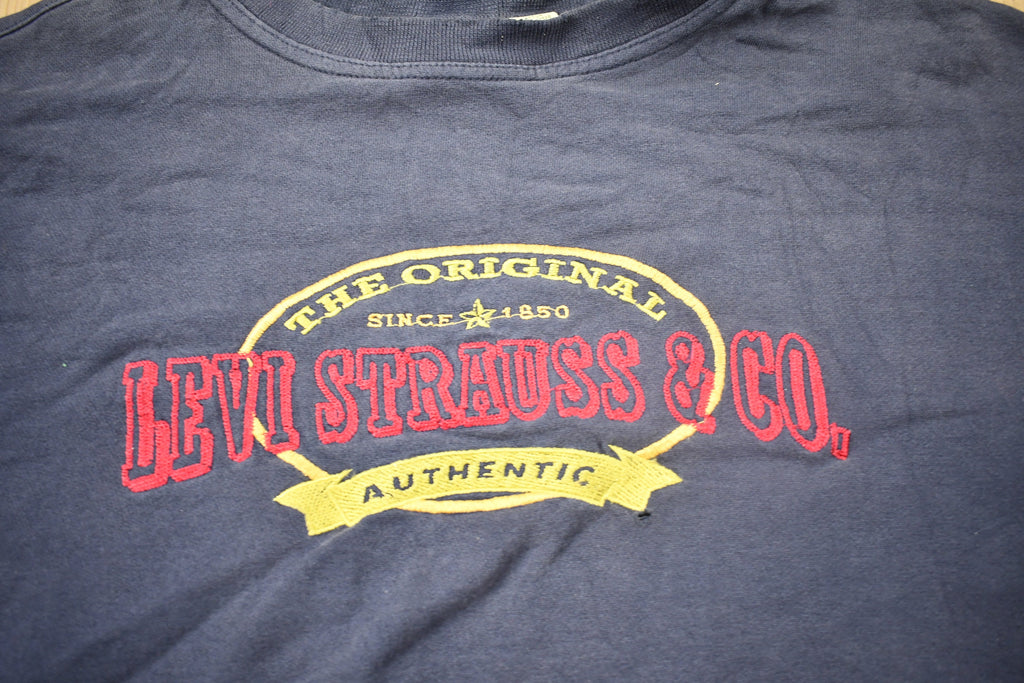 THE ORIGINAL
SINCE 1850
LEVI STRAUSS & CO.
AUTHENTIC